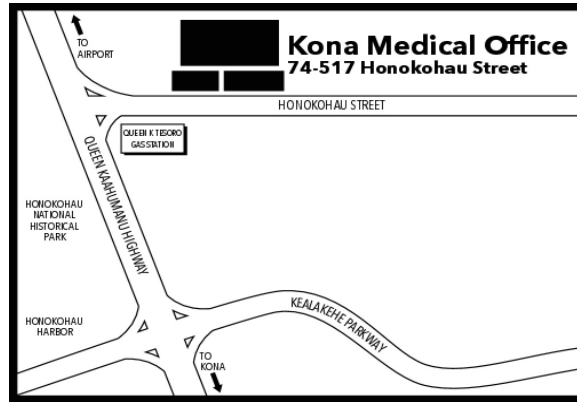 TO
AIRPORT
Kona Medical Office
74-517 Honokohau Street
HONOKOHAU STREET
QUEEN K TESORO
GAS STATION
QUEEN KAAHUMANU HIGHWAY
HONOKOHAU
NATIONAL
HISTORICAL
PARK
HONOKOHAU
HARBOR
KEALAKEHE PARKWAY
TO
KONA